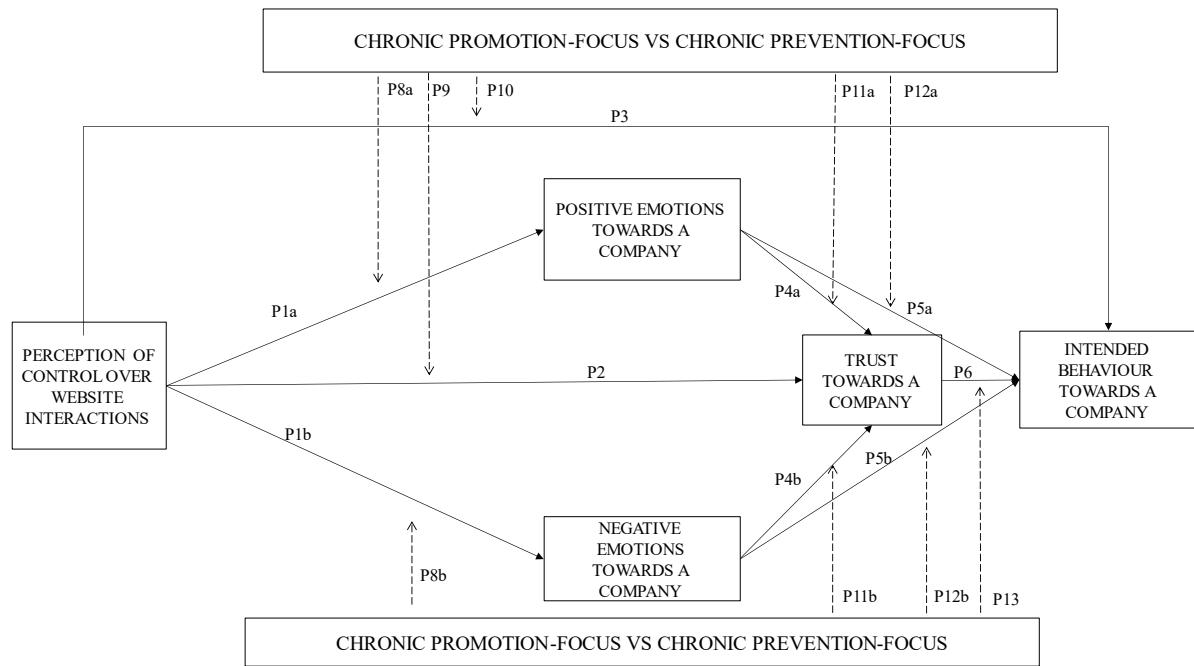 CHRONIC PROMOTION-FOCUS VS CHRONIC PREVENTION-FOCUS
P8a
P9
P10
P11a
P12a
P3
POSITIVE EMOTIONS
TOWARDS A
COMPANY
P1a
P4a
P5a
PERCEPTION OF
CONTROL OVER
WEBSITE
INTERACTIONS
P2
TRUST
TOWARDS A
COMPANY
P6
INTENDED
BEHAVIOUR
TOWARDS A
COMPANY
P1b
P4b
P5b
NEGATIVE
EMOTIONS
TOWARDS A
COMPANY
P8b
P11b
P12b
P13
CHRONIC PROMOTION-FOCUS VS CHRONIC PREVENTION-FOCUS